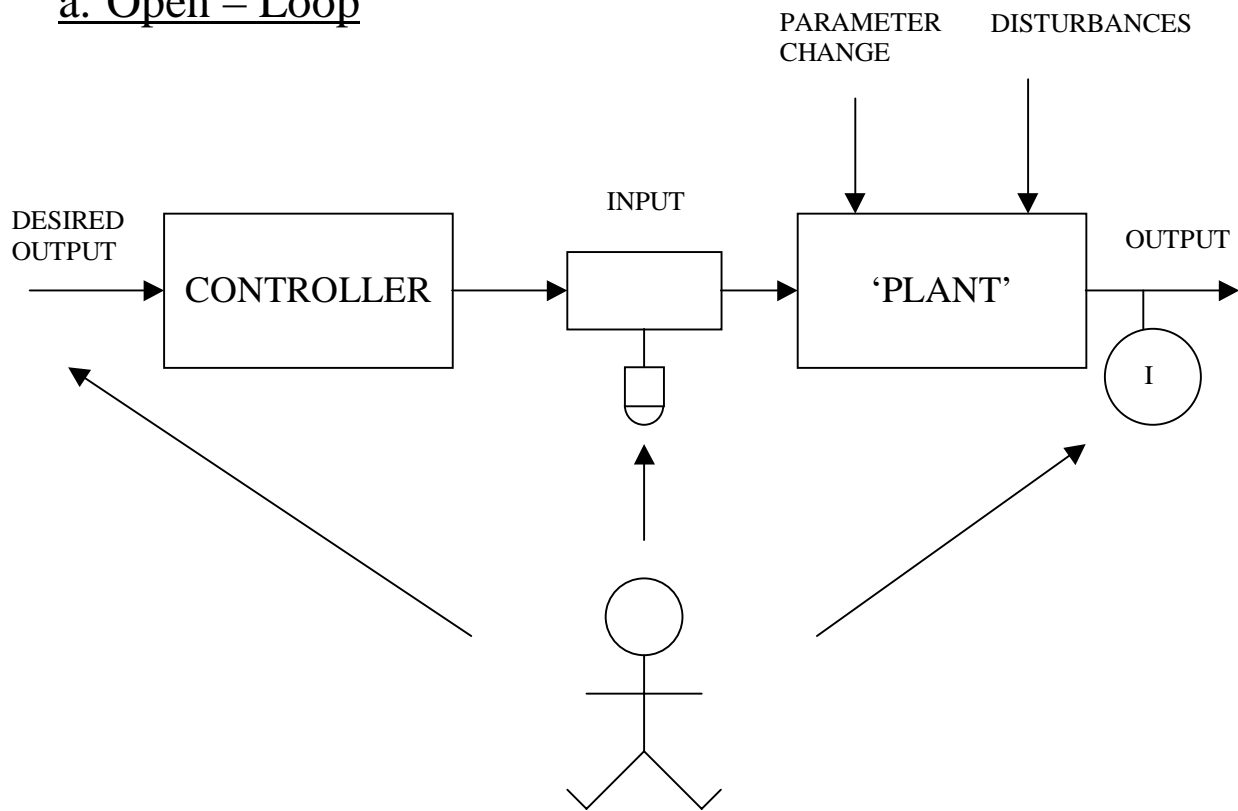 a. Open – Loop
PARAMETER
CHANGE
DISTURBANCES
INPUT
DESIRED
OUTPUT
OUTPUT
CONTROLLER
‘PLANT’
I